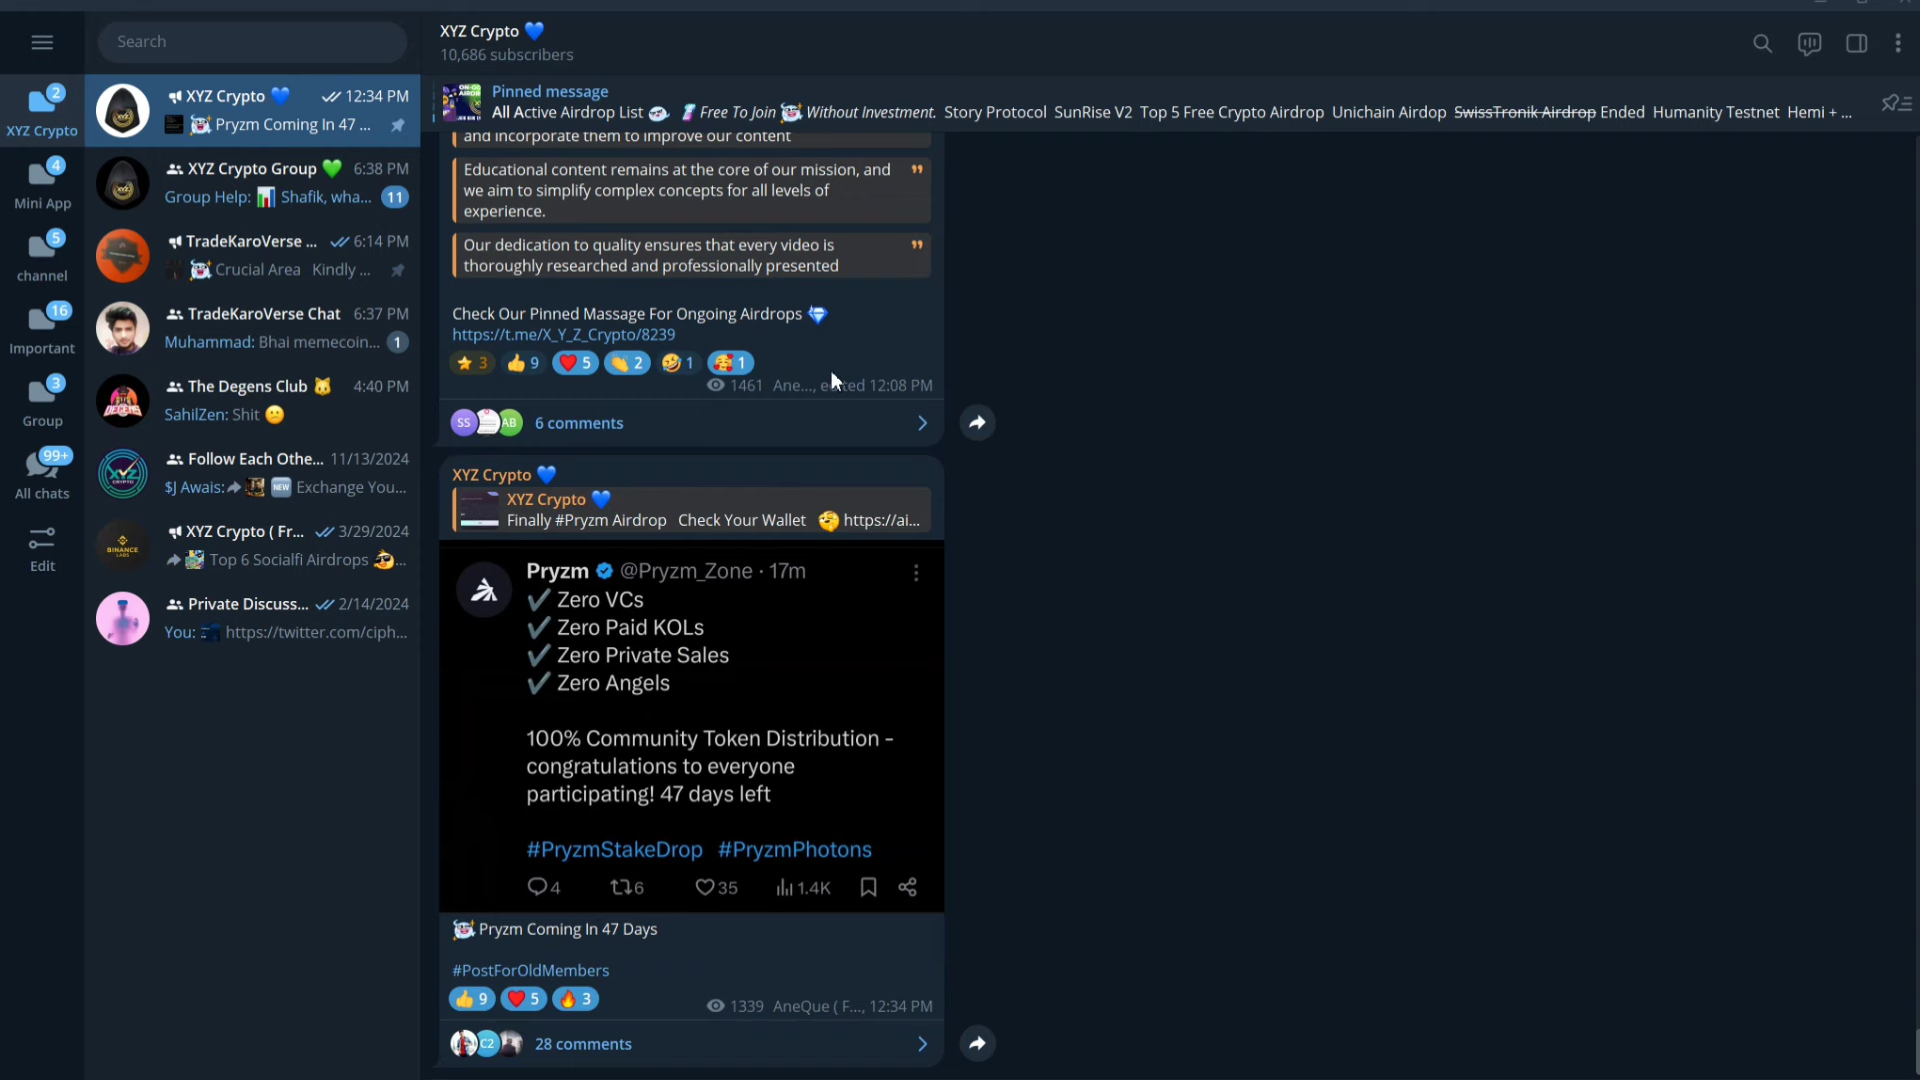 Search
XYZ Crypto 💙
10,686 subscribers
Pinned message
All Active Airdrop List Free To Join Without Investment. Story Protocol SunRise V2 Top 5 Free Crypto Airdrop Unichain Airdop SwissTronik Airdrop Ended Humanity Testnet Hemi + ...
2
XYZ Crypto
4
Mini App
5
channel
16
Important
3
Group
99+
All chats
Edit
XYZ Crypto 💙 12:34 PM
Pryzm Coming In 47 ...
XYZ Crypto Group 💚 6:38 PM
Group Help: 📊 Shafik, wha... 11
TradeKaroVerse ... 6:14 PM
Crucial Area Kindly ...
TradeKaroVerse Chat 6:37 PM
Muhammad: Bhai memecoin... 1
The Degens Club 🐱 4:40 PM
SahilZen: Shit 😕
Follow Each Othe... 11/13/2024
$J Awais: 🆕 Exchange You...
XYZ Crypto ( Fr... 3/29/2024
Top 6 Socialfi Airdrops ...
Private Discuss... 2/14/2024
You: https://twitter.com/ciph...
and incorporate them to improve our content
Educational content remains at the core of our mission, and
we aim to simplify complex concepts for all levels of
experience.
Our dedication to quality ensures that every video is
thoroughly researched and professionally presented
Check Our Pinned Massage For Ongoing Airdrops 💎
https://t.me/X_Y_Z_Crypto/8239
⭐ 3 👍 9 ❤️ 5 👏 2 🤣 1 🥰 1
1461 Ane..., edited 12:08 PM
SS AB 6 comments
XYZ Crypto 💙
XYZ Crypto 💙
Finally #Pryzm Airdrop Check Your Wallet 🤔 https://ai...
Pryzm @Pryzm_Zone · 17m
✔ Zero VCs
✔ Zero Paid KOLs
✔ Zero Private Sales
✔ Zero Angels
100% Community Token Distribution -
congratulations to everyone
participating! 47 days left
#PryzmStakeDrop #PryzmPhotons
4 6 35 1.4K
Pryzm Coming In 47 Days
#PostForOldMembers
👍 9 ❤️ 5 🔥 3
1339 AneQue ( F..., 12:34 PM
C2 28 comments